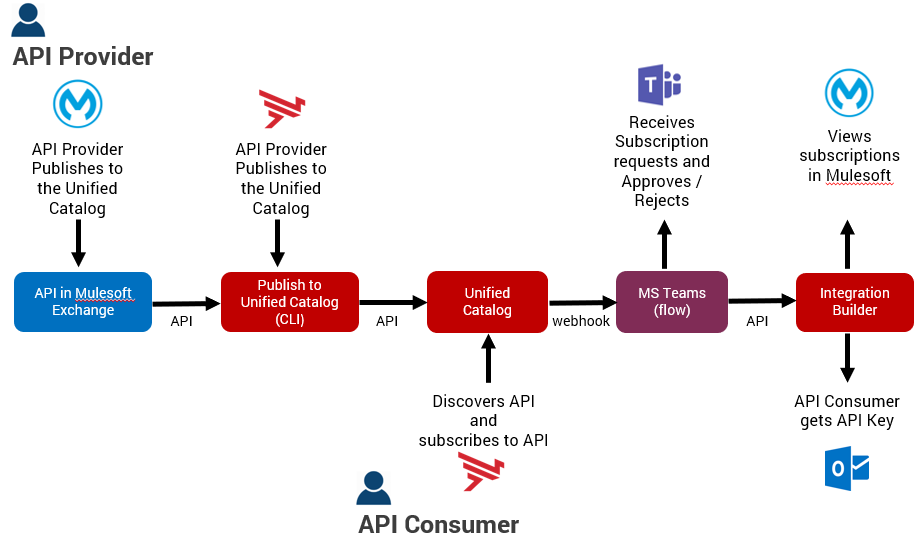 API Provider
API Provider
Publishes to
the Unified
Catalog
API Provider
Publishes to
the Unified
Catalog
T
Receives
Subscription
requests and
Approves /
Rejects
Views
subscriptions
in Mulesoft
API in Mulesoft
Exchange
API
Publish to
Unified Catalog
(CLI)
API
Unified
Catalog
webhook
MS Teams
(flow)
API
Integration
Builder
Discovers API
and
subscribes to API
API Consumer
gets API Key
O
API Consumer